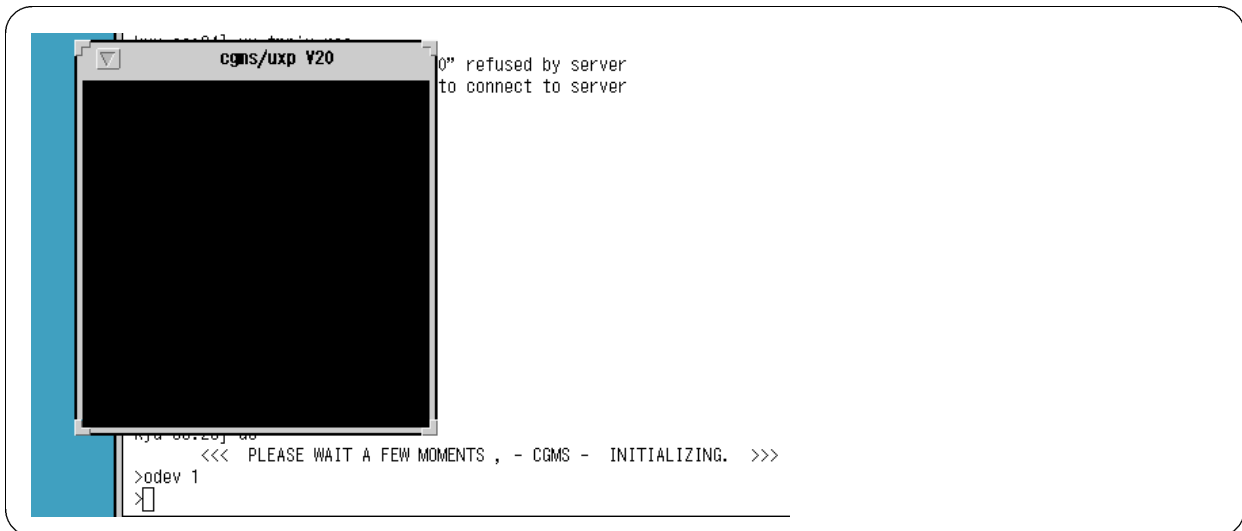 cgms/uxp V20
0" refused by server
to connect to server
<<< PLEASE WAIT A FEW MOMENTS , - CGMS - INITIALIZING. >>>
>odev 1
>